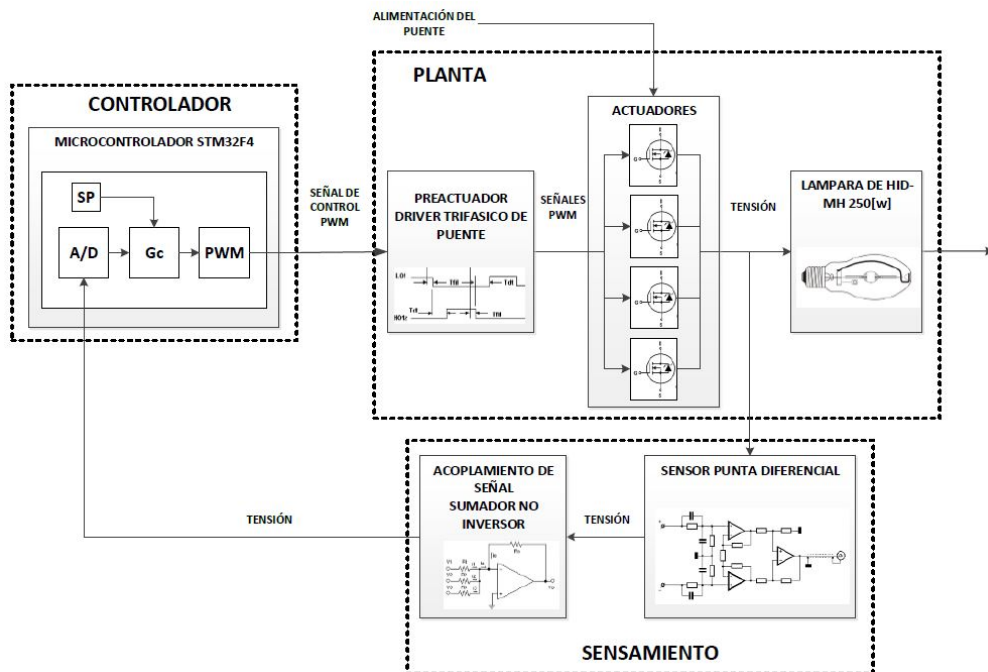 ALIMENTACIÓN DEL
PUENTE
PLANTA
CONTROLADOR
MICROCONTROLADOR STM32F4
SP
A/D
Gc
PWM
SEÑAL DE
CONTROL
PWM
PREACTUADOR
DRIVER TRIFASICO DE
PUENTE
SEÑALES
PWM
ACTUADORES
TENSIÓN
LAMPARA DE HID-
MH 250[w]
ACOPLAMIENTO DE
SEÑAL
SUMADOR NO
INVERSOR
TENSIÓN
SENSOR PUNTA DIFERENCIAL
TENSIÓN
SENSAMIENTO